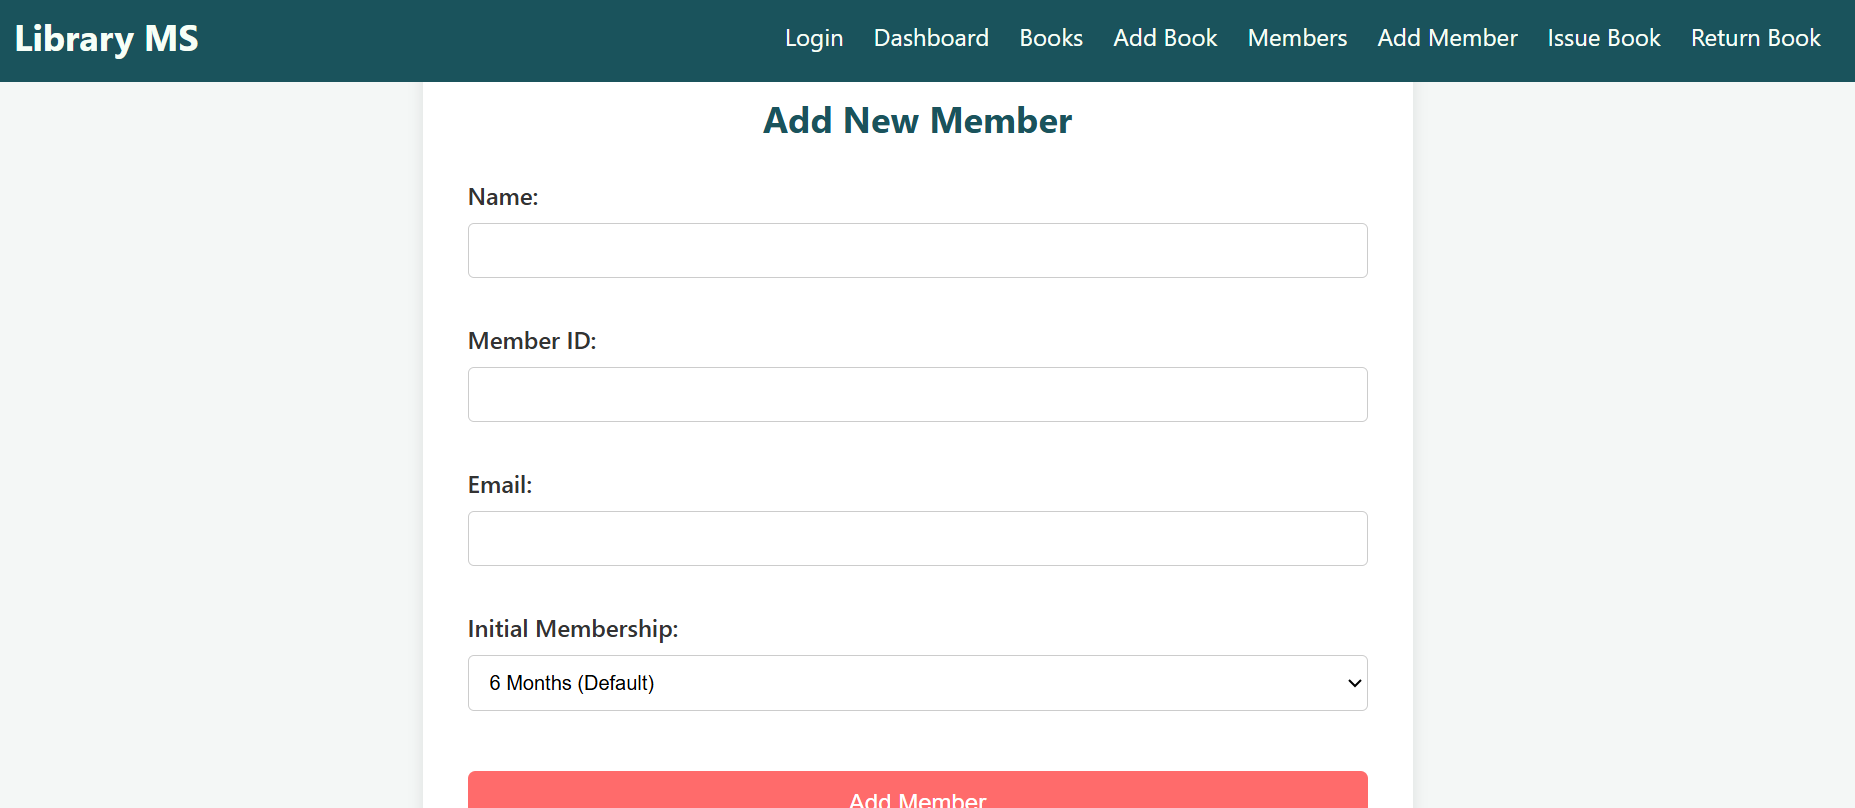 Library MS
Login Dashboard Books Add Book Members Add Member Issue Book Return Book
Add New Member
Name:
Member ID:
Email:
Initial Membership:
6 Months (Default)
Add Member